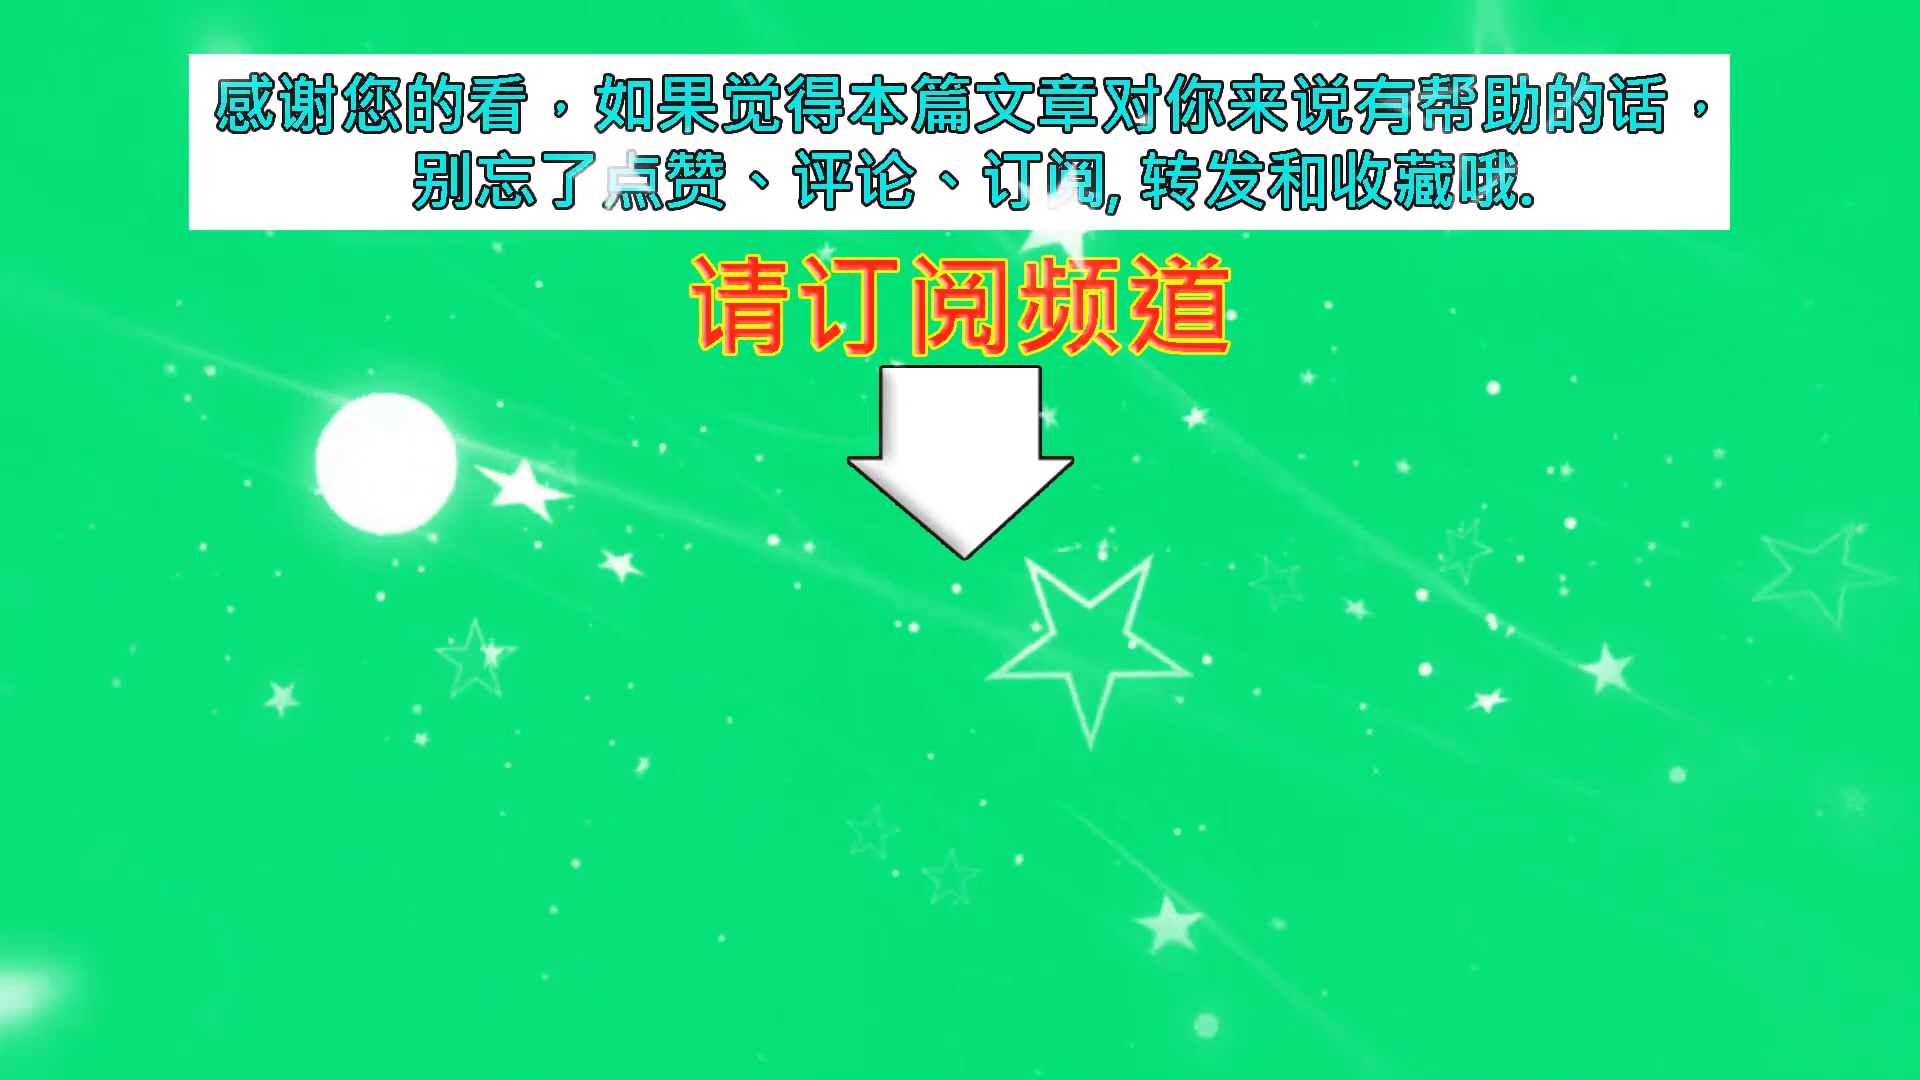 感谢您的看，如果觉得本篇文章对你来说有帮助的话，
别忘了点赞、评论、订阅, 转发和收藏哦.
请订阅频道